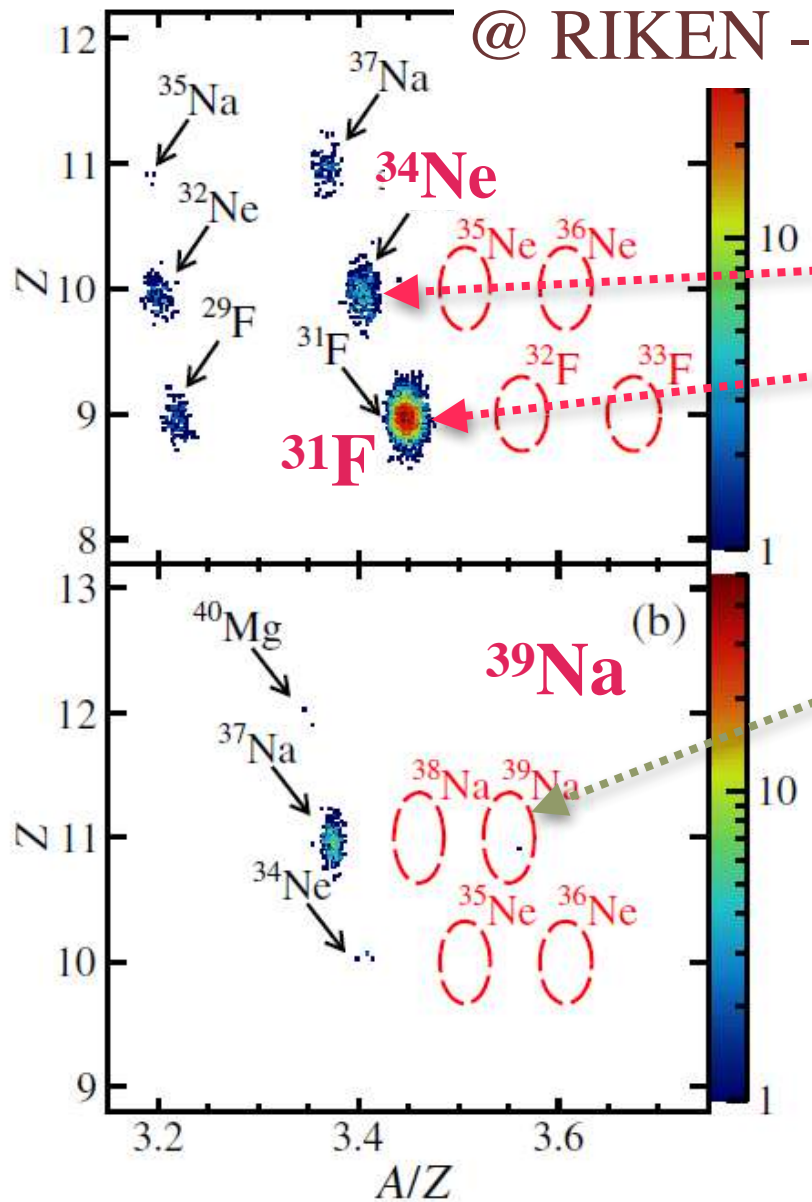 @ RIKEN -
12
37Na
35Na
34Ne
11
32Ne
35Ne 36Ne
10
Z
10
29F
31F
32F 33F
9
31F
8
1
13
(b)
40Mg
39Na
12
37Na
38Na 39Na
10
Z
11
34Ne
35Ne 36Ne
10
9
1
3.2 3.4 3.6
A/Z